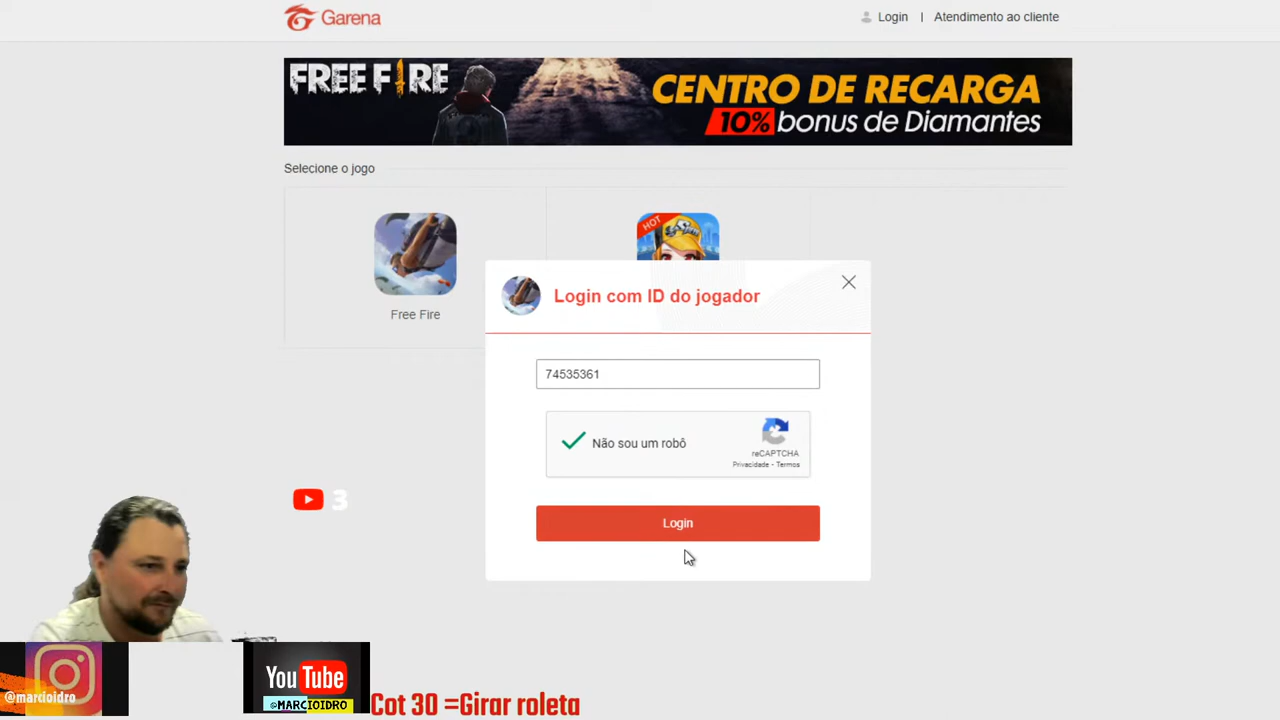 Garena
Login | Atendimento ao cliente
FREE FIRE
CENTRO DE RECARGA
10% bonus de Diamantes
Selecione o jogo
HOT
Free Fire
Login com ID do jogador
74535361
Não sou um robô
reCAPTCHA
Privacidade - Termos
Login
3
@marcioidro
YouTube
@MARCIOIDRO
Cot 30 =Girar roleta